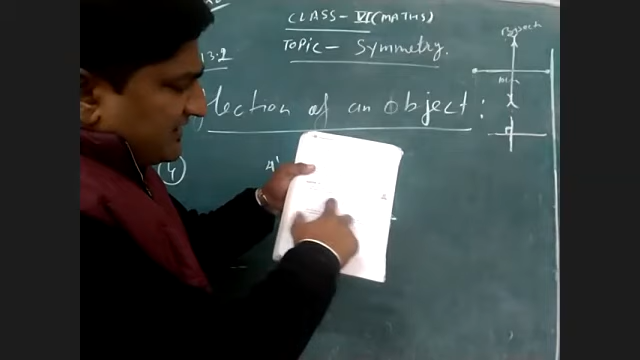 CLASS - VI (MATHS)
13.2
TOPIC - Symmetry.
lection of an Object :
4
A'